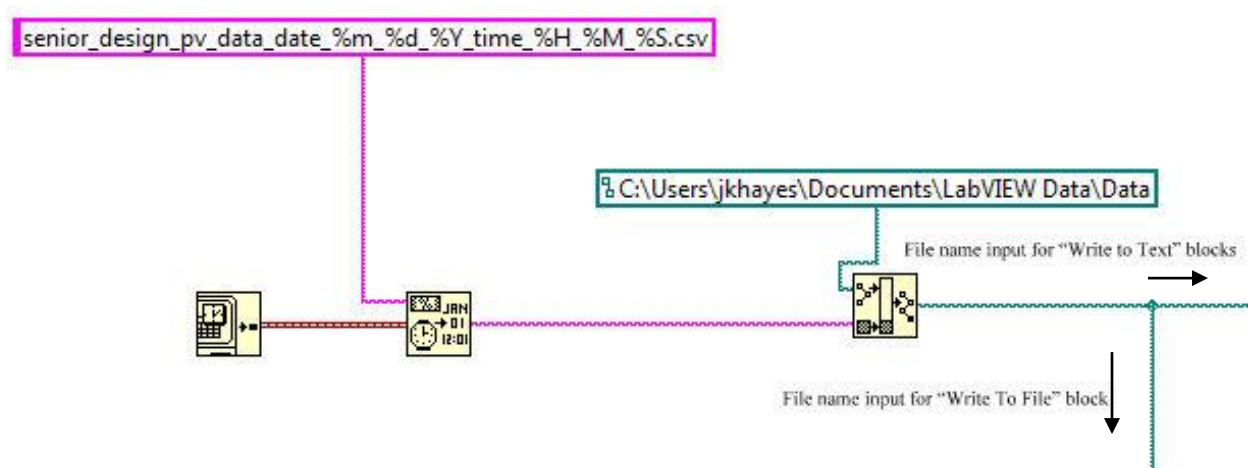 senior_design_pv_data_date_%m_%d_%Y_time_%H_%M_%S.csv
C:\Users\jkhayes\Documents\LabVIEW Data\Data
File name input for “Write to Text” blocks
JAN
01
12:01
File name input for “Write To File” block